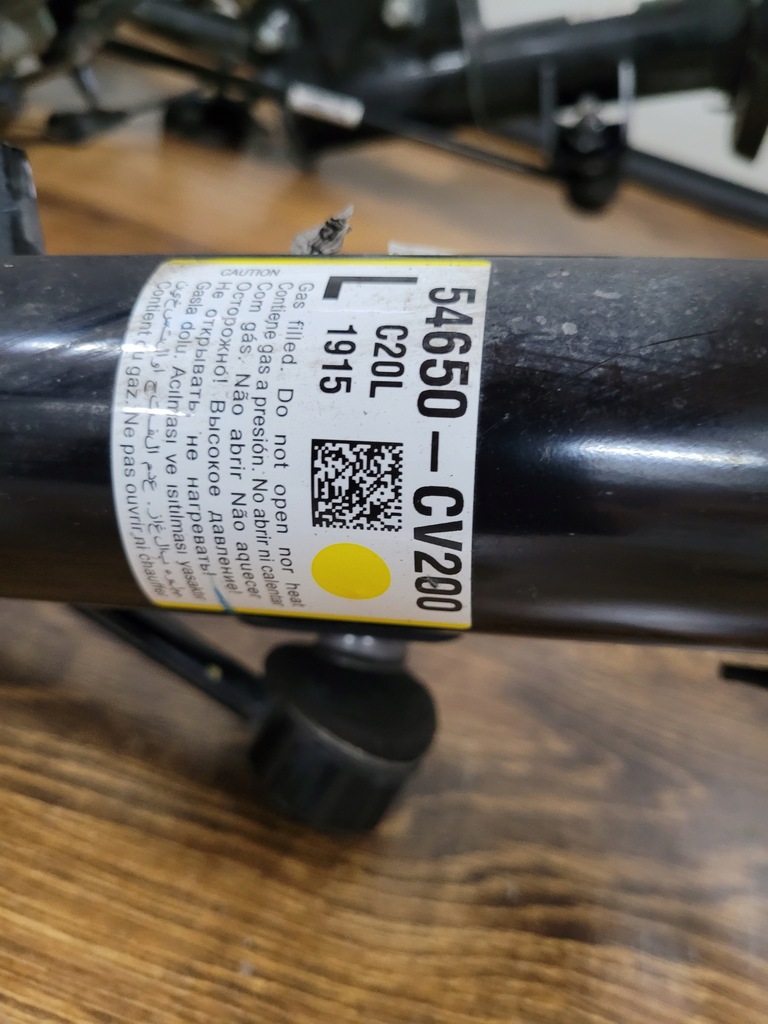 54650-CV200
C20L
1915
L
CAUTION
Gas filled. Do not open nor heat
Contiene gas a presión. No abrir ni calentar
Com gás. Não abrir Não aquecer
Осторожно! Высокое давление!
Не открывать, не нагревать!
Gasla dolu. Açılması ve ısıtılması yasaktır
Contient du gaz. Ne pas ouvrir ni chauffer